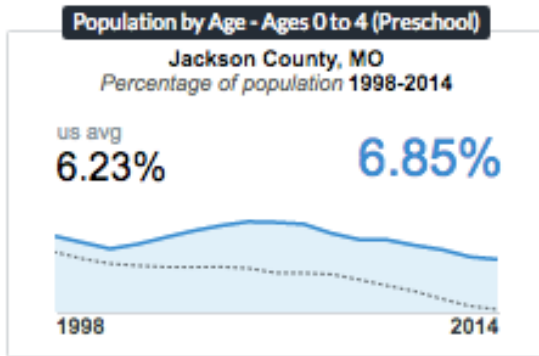 Population by Age - Ages 0 to 4 (Preschool)
Jackson County, MO
Percentage of population 1998-2014
us avg
6.23%
6.85%
1998
2014